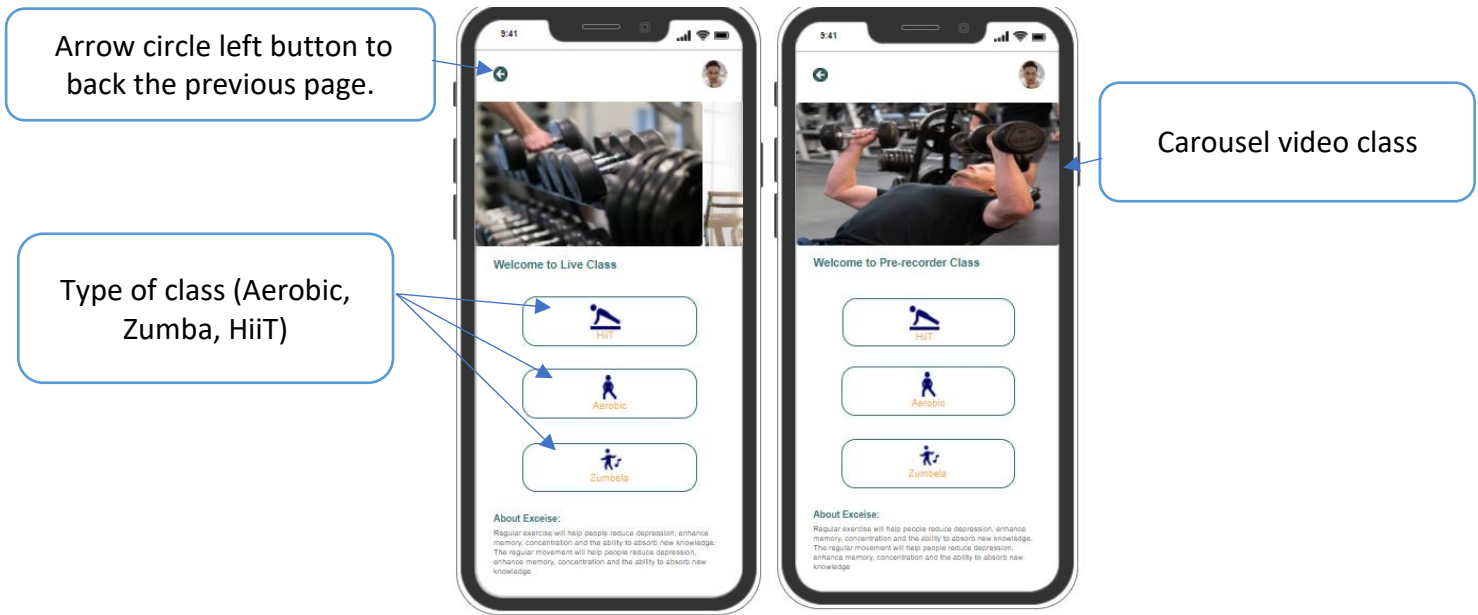 Arrow circle left button to
back the previous page.
Type of class (Aerobic,
Zumba, HiiT)
9:41
Welcome to Live Class
HiiT
Aerobic
Zumbela
About Exceise:
Regular exercise will help people reduce depression, enhance
memory, concentration and the ability to absorb new knowledge.
The regular movement will help people reduce depression,
enhance memory, concentration and the ability to absorb new
knowledge
9:41
Welcome to Pre-recorder Class
HiiT
Aerobic
Zumbela
About Exceise:
Regular exercise will help people reduce depression, enhance
memory, concentration and the ability to absorb new knowledge.
The regular movement will help people reduce depression,
enhance memory, concentration and the ability to absorb new
knowledge
Carousel video class